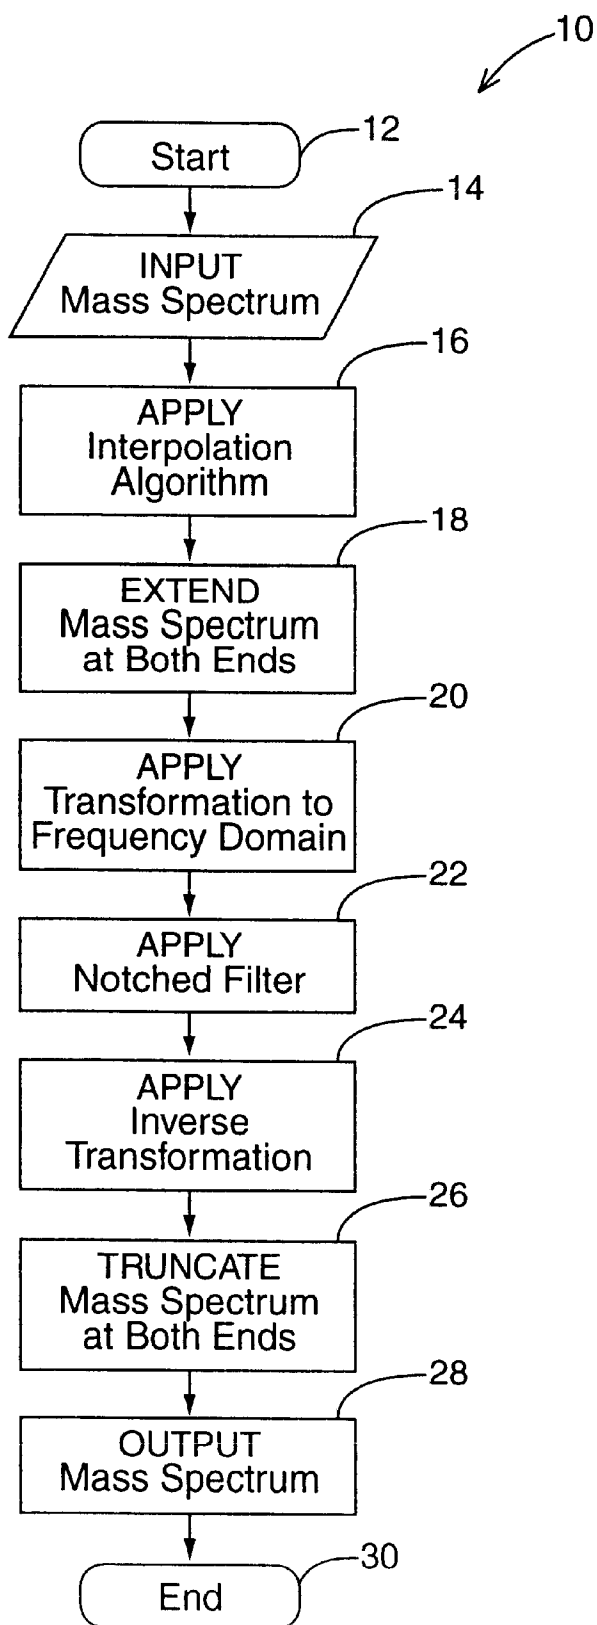 10
12
Start
14
INPUT
Mass Spectrum
16
APPLY
Interpolation
Algorithm
18
EXTEND
Mass Spectrum
at Both Ends
20
APPLY
Transformation to
Frequency Domain
22
APPLY
Notched Filter
24
APPLY
Inverse
Transformation
26
TRUNCATE
Mass Spectrum
at Both Ends
28
OUTPUT
Mass Spectrum
30
End